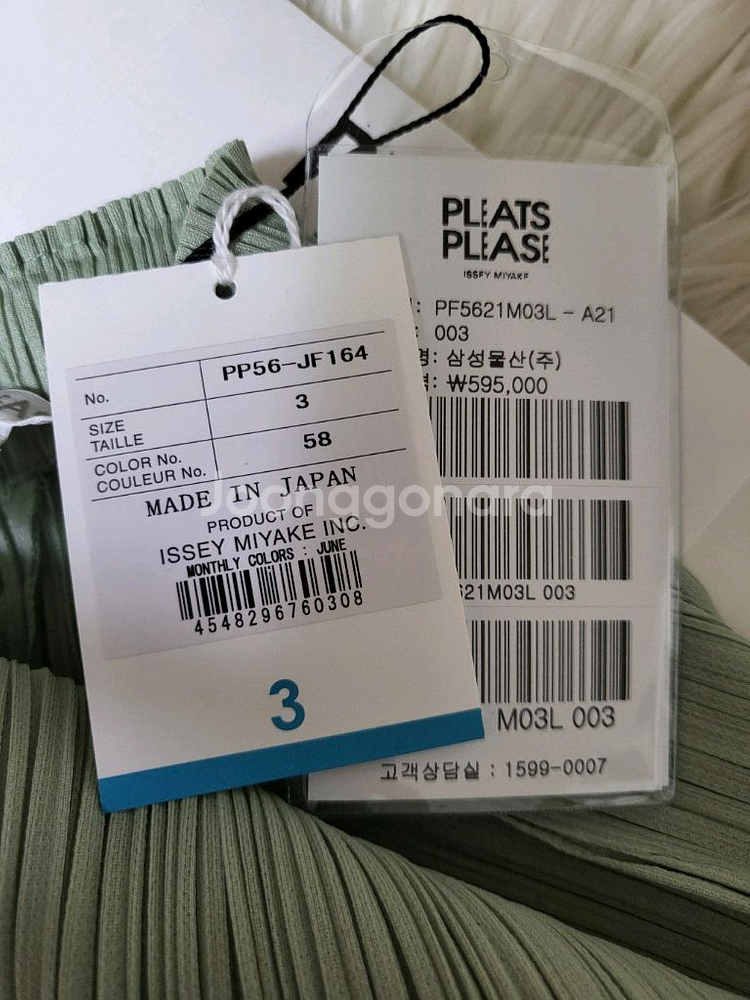 No. PP56-JF164
SIZE
TAILLE 3
COLOR No.
COULEUR No. 58
MADE IN JAPAN
PRODUCT OF
ISSEY MIYAKE INC.
MONTHLY COLORS : JUNE
4548296760308
3
PLEATS
PLEASE
ISSEY MIYAKE
: PF5621M03L - A21
: 003
명: 삼성물산(주)
: ₩595,000
621M03L 003
M03L 003
고객상담실 : 1599-0007
Joonggonara